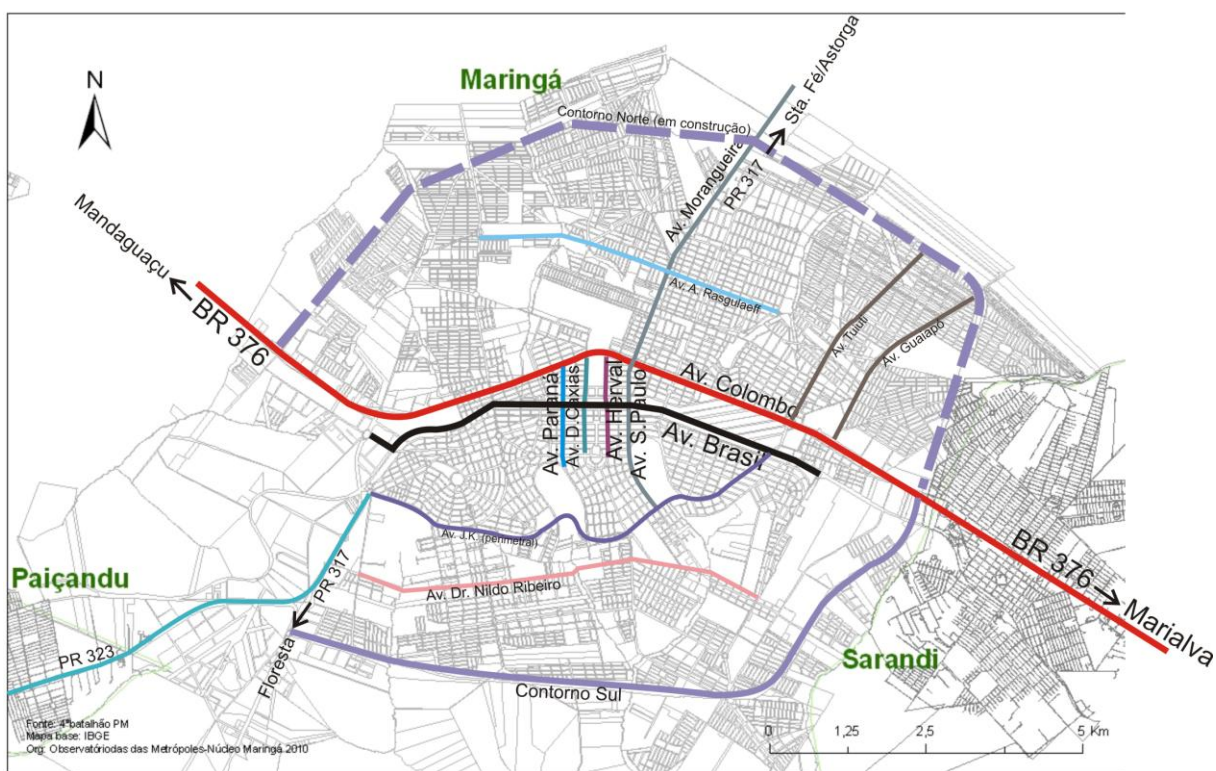 N
Maringá
Sta. Fé/Astorga
Contorno Norte (em construção)
Av. Morangueira
PR 317
Mandaguaçu
BR 376
Av. A. Rasgulaeff
Av. Tuiuti
Av. Guaiapó
Av. Paraná
Av. D.Caxias
Av. Herval
Av. S.Paulo
Av. Colombo
Av. Brasil
Av. J.K. (perimetral)
Av. Dr. Nildo Ribeiro
PR 317
Paiçandu
PR 323
Floresta
Contorno Sul
BR 376
Marialva
Sarandi
Fonte: 4ºbatalhão PM
Mapa base: IBGE
Org: Observatóriodas das Metrópoles-Núcleo Maringá 2010
0 1,25 2,5 5 Km